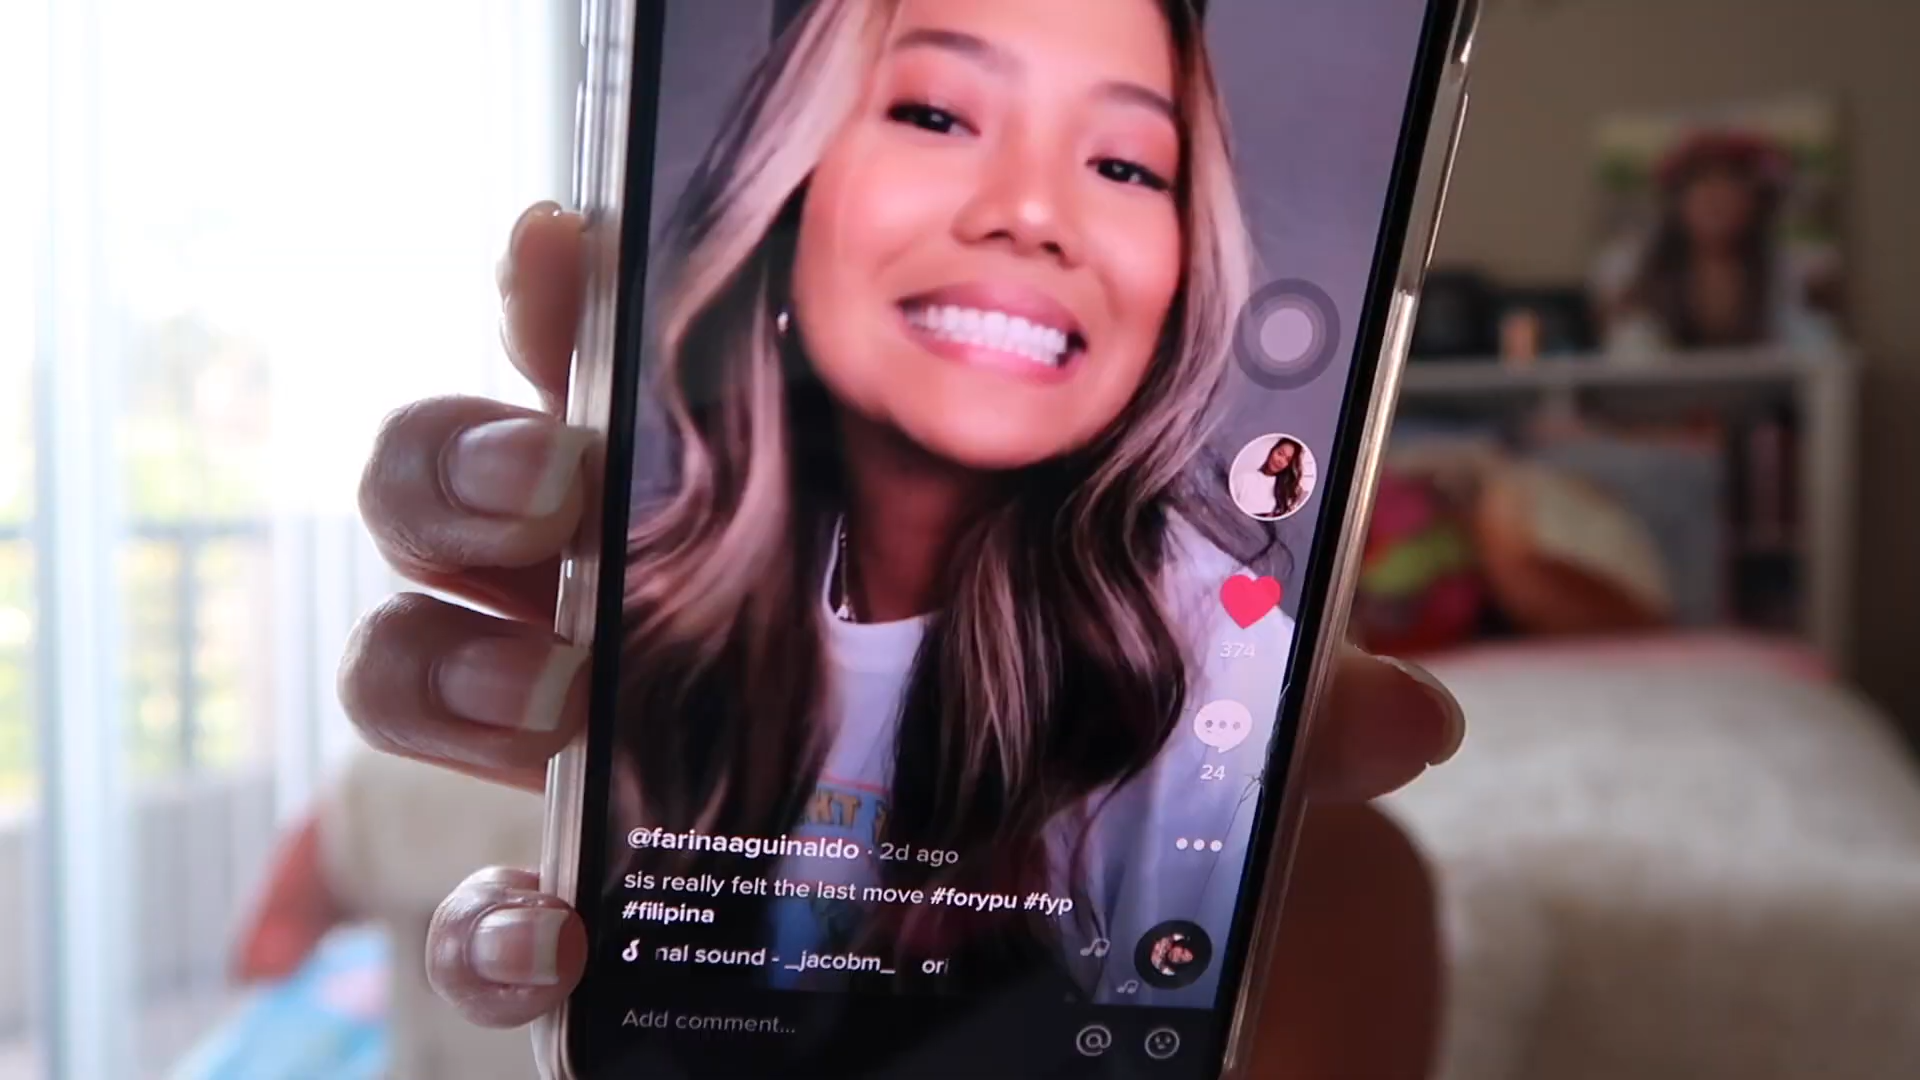 374
24
@farinaaguinaldo · 2d ago
sis really felt the last move #forypu #fyp
#filipina
nal sound - _jacobm_ ori
Add comment...